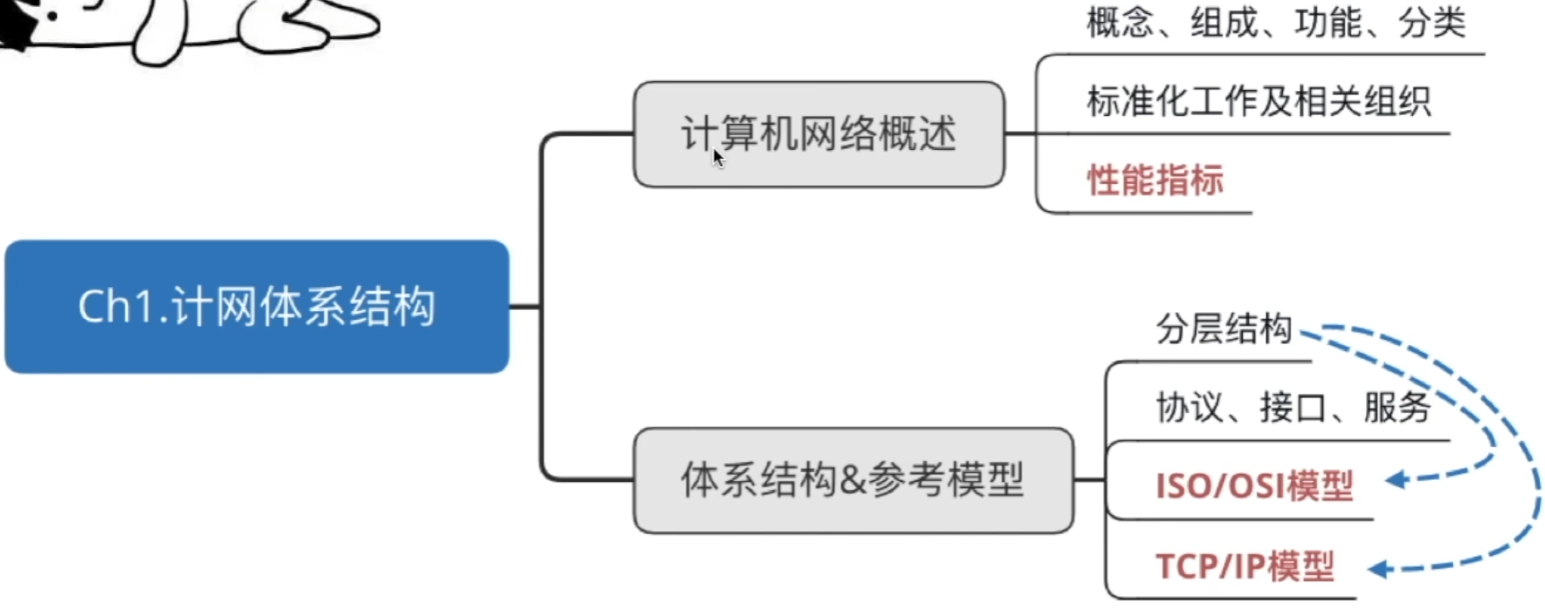 概念、组成、功能、分类
标准化工作及相关组织
计算机网络概述
性能指标
Ch1.计网体系结构
分层结构
协议、接口、服务
体系结构&参考模型
ISO/OSI模型
TCP/IP模型